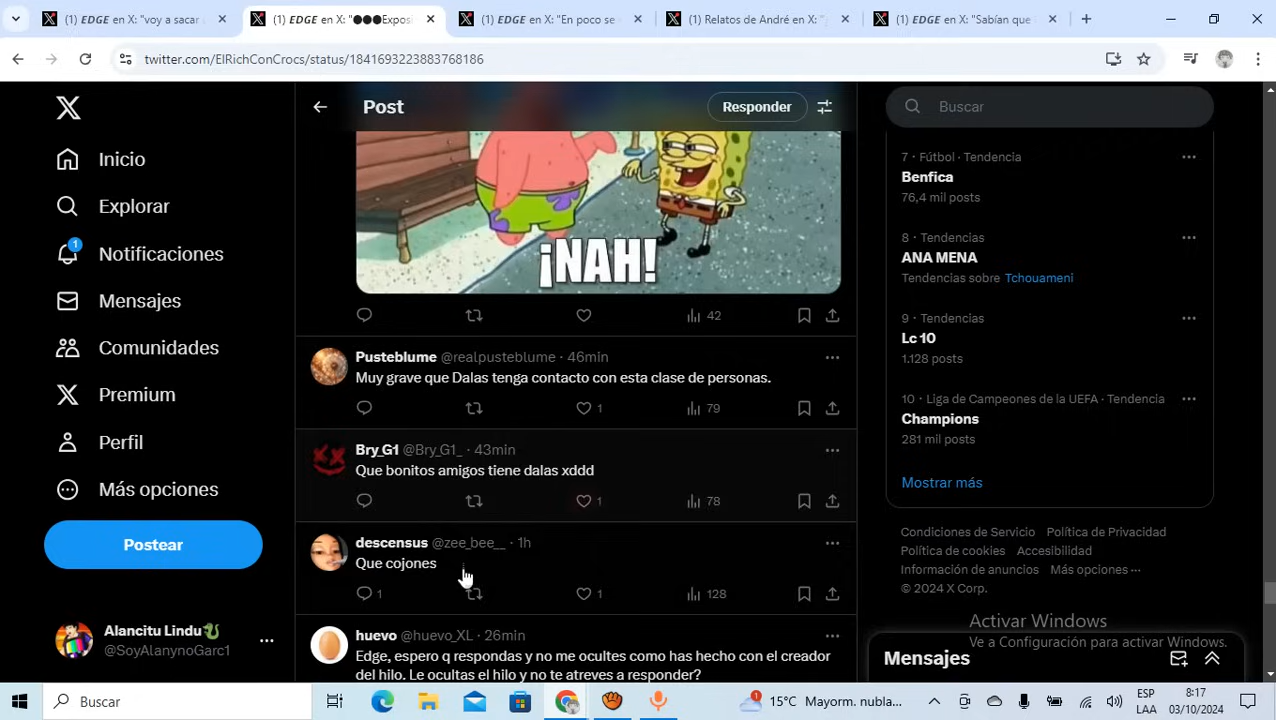 (1) EDGE en X: "voy a sacar
(1) EDGE en X: "●●●Exposi
(1) EDGE en X: "En poco se
(1) Relatos de André en X: "
(1) EDGE en X: "Sabían que
twitter.com/ElRichConCrocs/status/1841693223883768186
Inicio
Explorar
1
Notificaciones
Mensajes
Comunidades
Premium
Perfil
Más opciones
Postear
Alancitu Lindu
@SoyAlanynoGarc1
Post
Responder
¡NAH!
42
Pusteblume @realpusteblume · 46min
Muy grave que Dalas tenga contacto con esta clase de personas.
1 79
Bry_G1 @Bry_G1_ · 43min
Que bonitos amigos tiene dalas xddd
1 78
descensus @zee_bee__ · 1h
Que cojones
1 1 128
huevo @huevo_XL · 26min
Edge, espero q respondas y no me ocultes como has hecho con el creador
del hilo. Le ocultas el hilo y no te atreves a responder?
Buscar
7 · Fútbol · Tendencia
Benfica
76,4 mil posts
8 · Tendencias
ANA MENA
Tendencias sobre Tchouameni
9 · Tendencias
Lc 10
1.128 posts
10 · Liga de Campeones de la UEFA · Tendencia
Champions
281 mil posts
Mostrar más
Condiciones de Servicio Política de Privacidad
Política de cookies Accesibilidad
Información de anuncios Más opciones ···
© 2024 X Corp.
Activar Windows
Ve a Configuración para activar Windows.
Mensajes
Buscar
1
15°C Mayorm. nubla...
ESP
LAA
8:17
03/10/2024